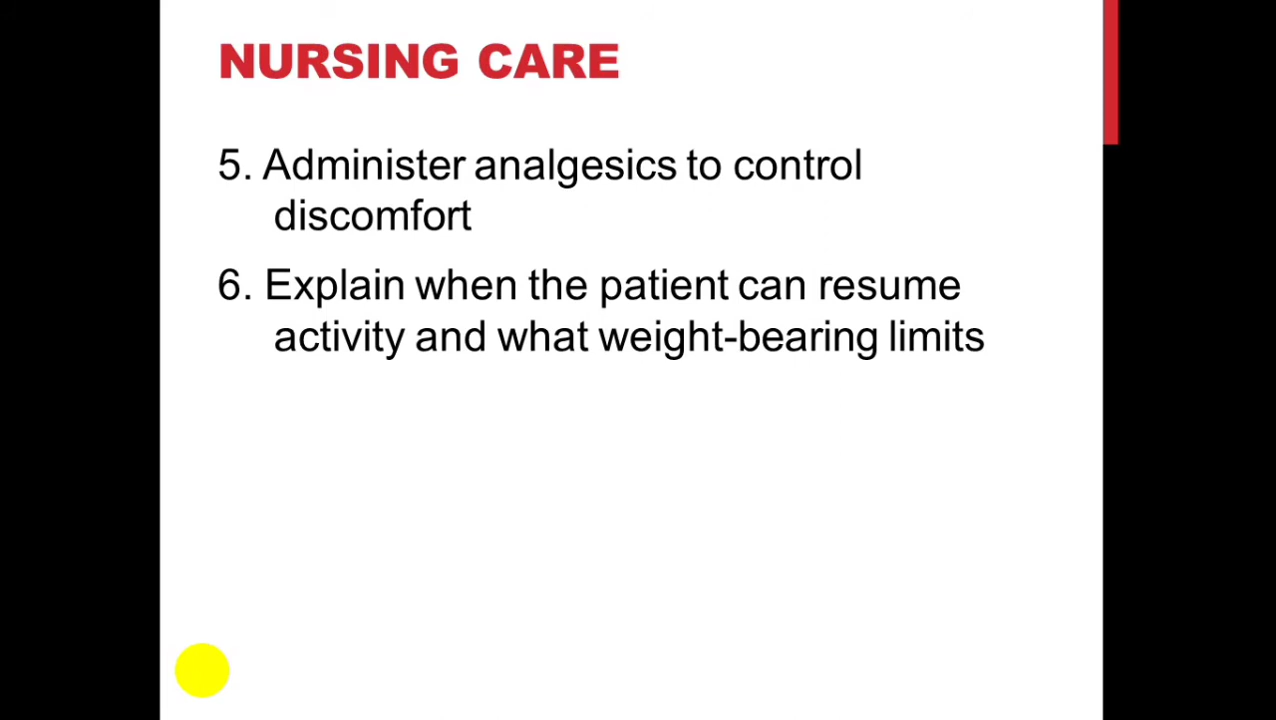 NURSING CARE
5. Administer analgesics to control
discomfort
6. Explain when the patient can resume
activity and what weight-bearing limits